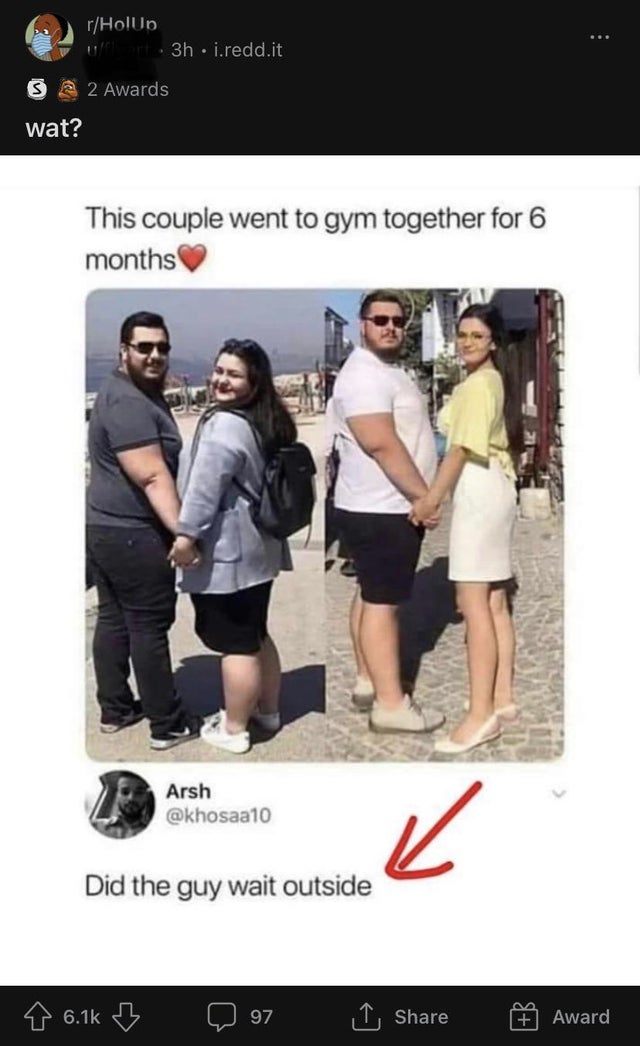 r/HolUp
3h • i.redd.it
2 Awards
wat?
This couple went to gym together for 6
months❤️
Arsh
@khosaa10
Did the guy wait outside
6.1k
97
Share
Award